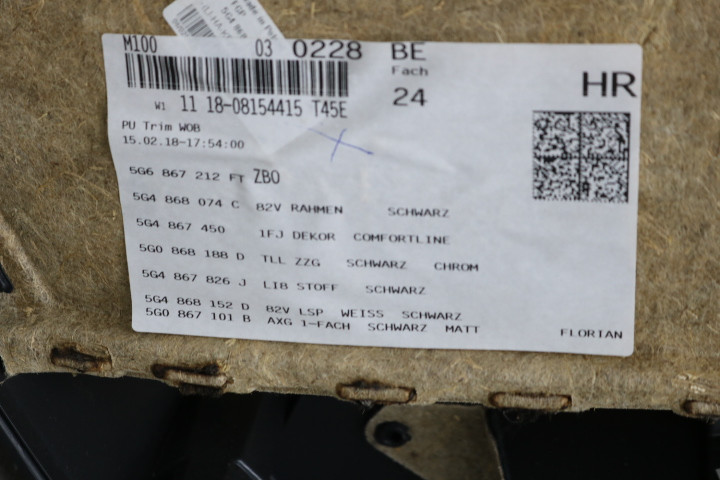 M100 03 0228 BE
Fach
24
HR
W1 11 18-08154415 T45E
PU Trim WOB
15.02.18-17:54:00
5G6 867 212 FT ZB0
5G4 868 074 C 82V RAHMEN SCHWARZ
5G4 867 450 1FJ DEKOR COMFORTLINE
5G0 868 188 D TLL ZZG SCHWARZ CHROM
5G4 867 826 J LIB STOFF SCHWARZ
5G4 868 152 D 82V LSP WEISS SCHWARZ
5G0 867 101 B AXG 1-FACH SCHWARZ MATT
FLORIAN